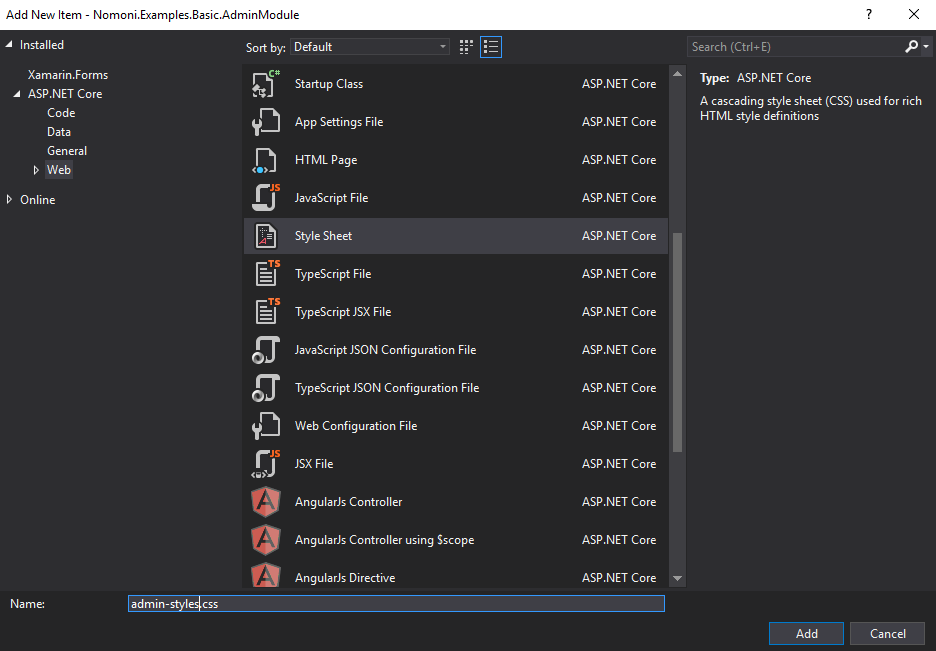 Add New Item - Nomoni.Examples.Basic.AdminModule
?
Installed
Sort by: Default
Search (Ctrl+E)
Xamarin.Forms
ASP.NET Core
Code
Data
General
Web
Online
C#
Startup Class ASP.NET Core
App Settings File ASP.NET Core
HTML Page ASP.NET Core
JS
JavaScript File ASP.NET Core
Style Sheet ASP.NET Core
TS
TypeScript File ASP.NET Core
TS
TypeScript JSX File ASP.NET Core
JavaScript JSON Configuration File ASP.NET Core
TypeScript JSON Configuration File ASP.NET Core
Web Configuration File ASP.NET Core
JS
JSX File ASP.NET Core
A
AngularJs Controller ASP.NET Core
A
AngularJs Controller using $scope ASP.NET Core
A
AngularJs Directive ASP.NET Core
Type: ASP.NET Core
A cascading style sheet (CSS) used for rich
HTML style definitions
Name: admin-styles.css
Add Cancel